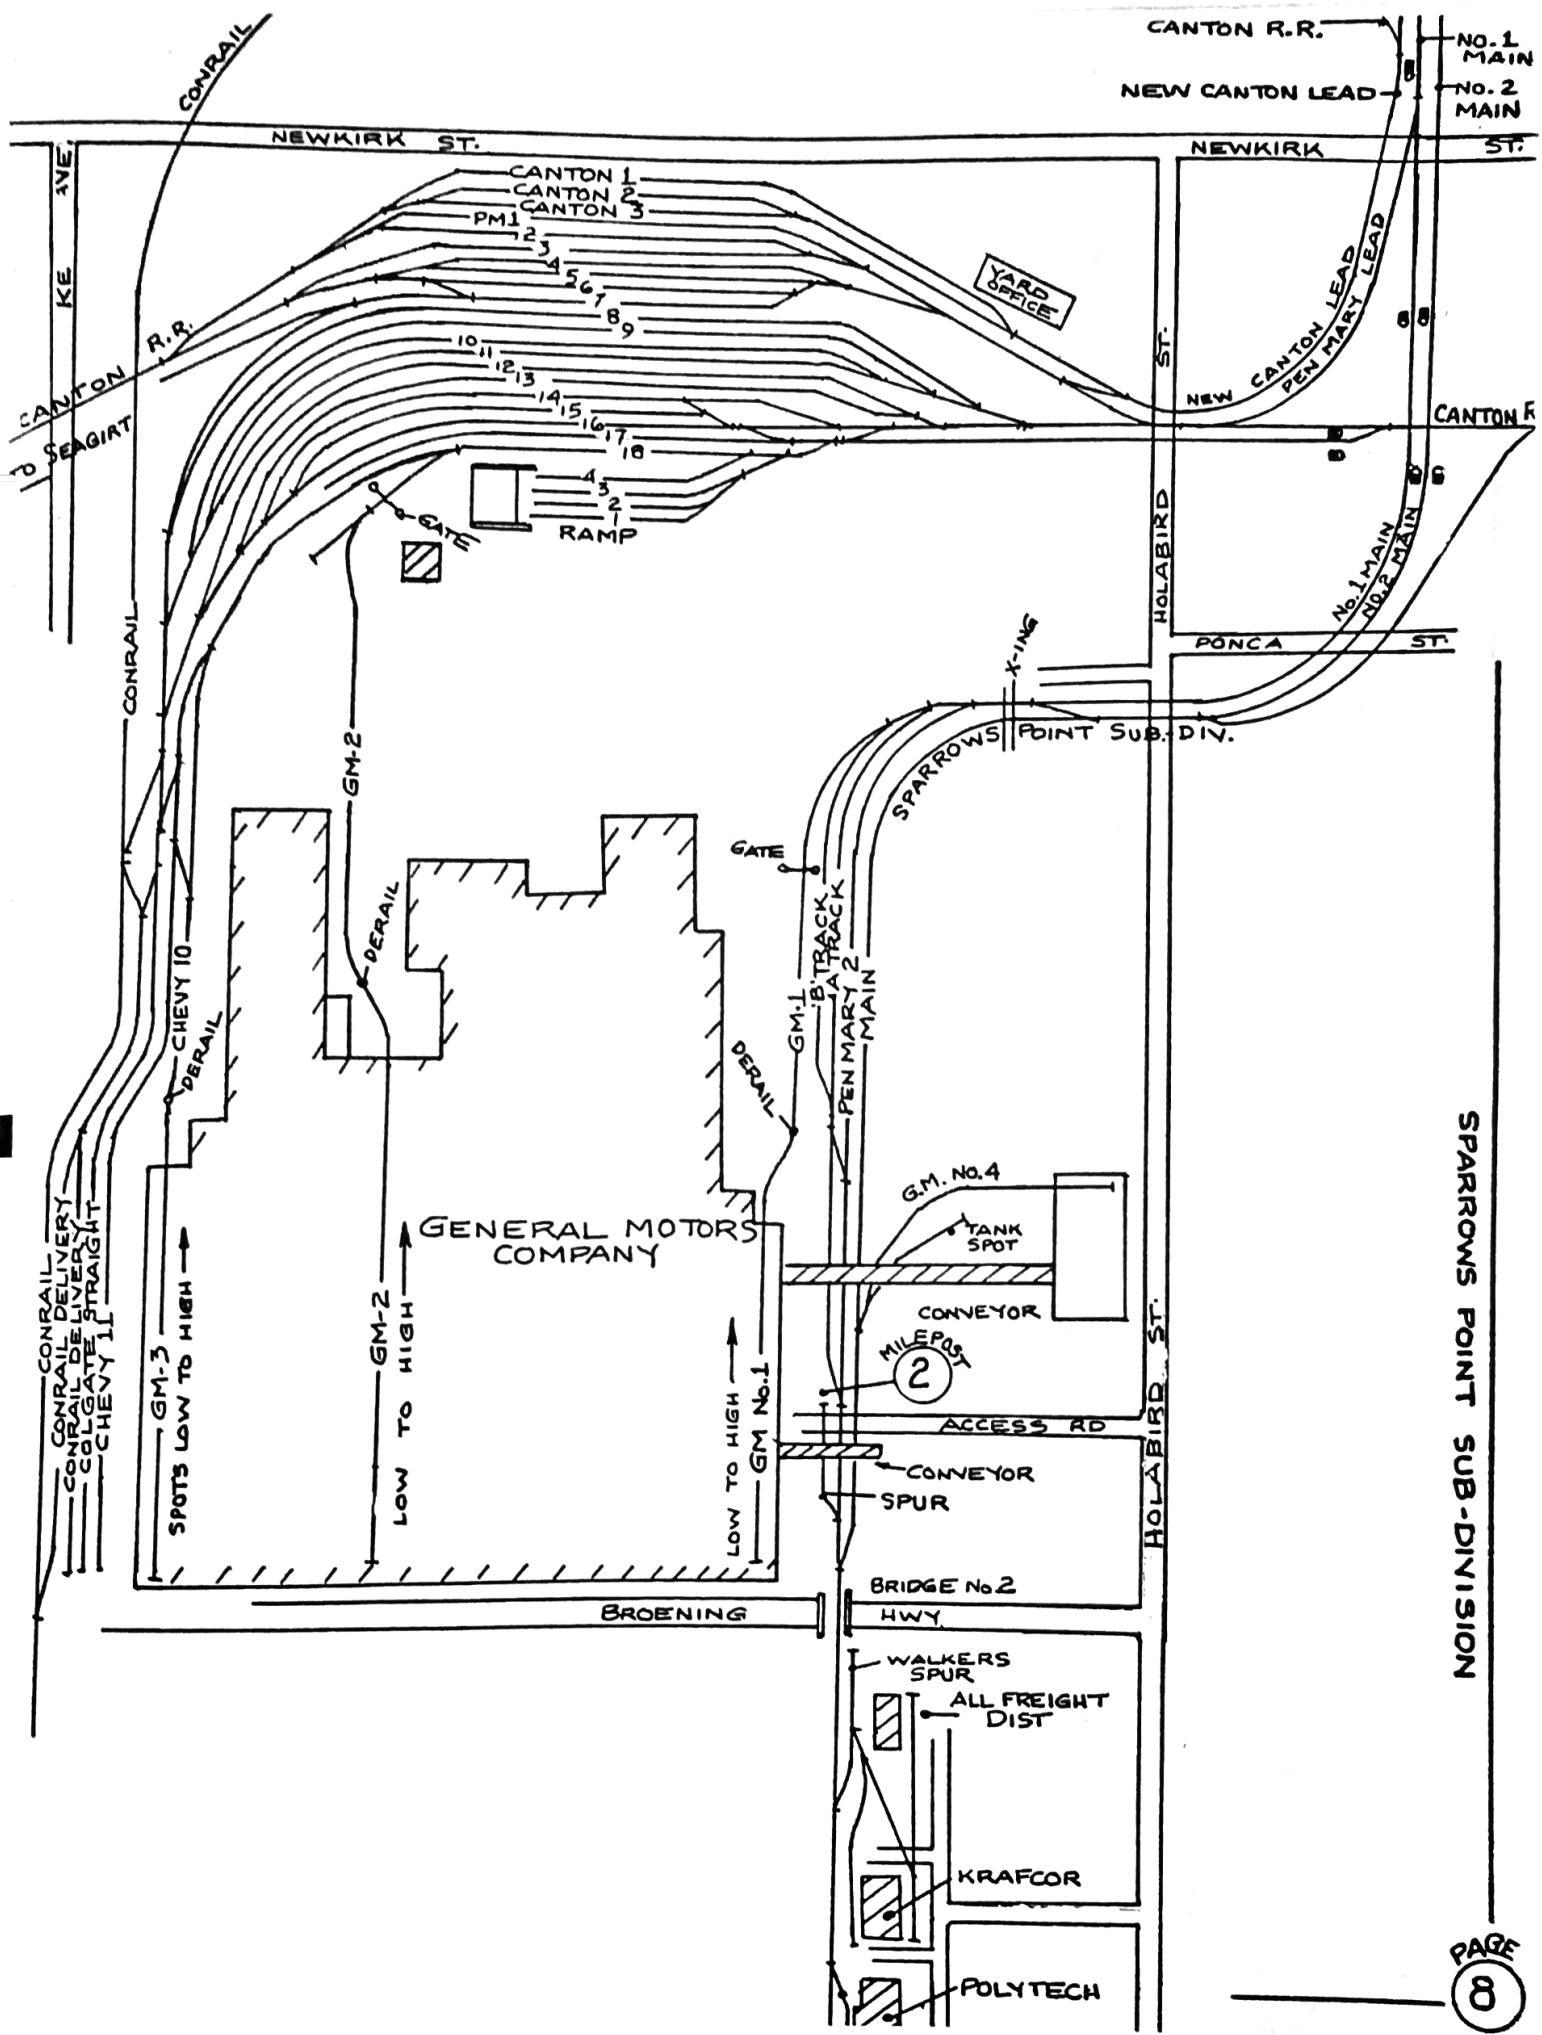 CONRAIL
CANTON R.R.
NO. 1
MAIN
NEW CANTON LEAD
NO. 2
MAIN
NEWKIRK ST.
NEWKIRK ST.
KE AVE.
CANTON 1
CANTON 2
CANTON 3
PM1
2
3
4
5
6
7
8
9
10
11
12
13
14
15
16
17
18
YARD
OFFICE
CANTON R.R.
TO SEAGIRT
NEW CANTON LEAD
PEN MARY LEAD
HOLABIRD ST.
CANTON R
4
3
2
1
RAMP
GATE
NO. 1 MAIN
NO. 2 MAIN
PONCA ST.
X-ING
SPARROWS POINT SUB.-DIV.
CONRAIL
GM-2
GATE
DERAIL
CHEVY 10
DERAIL
GM-1
'B' TRACK
'A' TRACK
PEN MARY 2
MAIN
DERAIL
G.M. NO. 4
TANK
SPOT
CONVEYOR
GENERAL MOTORS
COMPANY
CONRAIL
CONRAIL DELIVERY
CONRAIL DELIVERY
COLGATE STRAIGHT
CHEVY 11
GM-3
SPOTS LOW TO HIGH
GM-2
LOW TO HIGH
LOW TO HIGH
GM NO.1
MILEPOST
2
ACCESS RD
CONVEYOR
SPUR
HOLABIRD ST.
BRIDGE NO 2
BROENING HWY
WALKERS
SPUR
ALL FREIGHT
DIST
KRAFCOR
POLYTECH
SPARROWS POINT SUB-DIVISION
PAGE
8